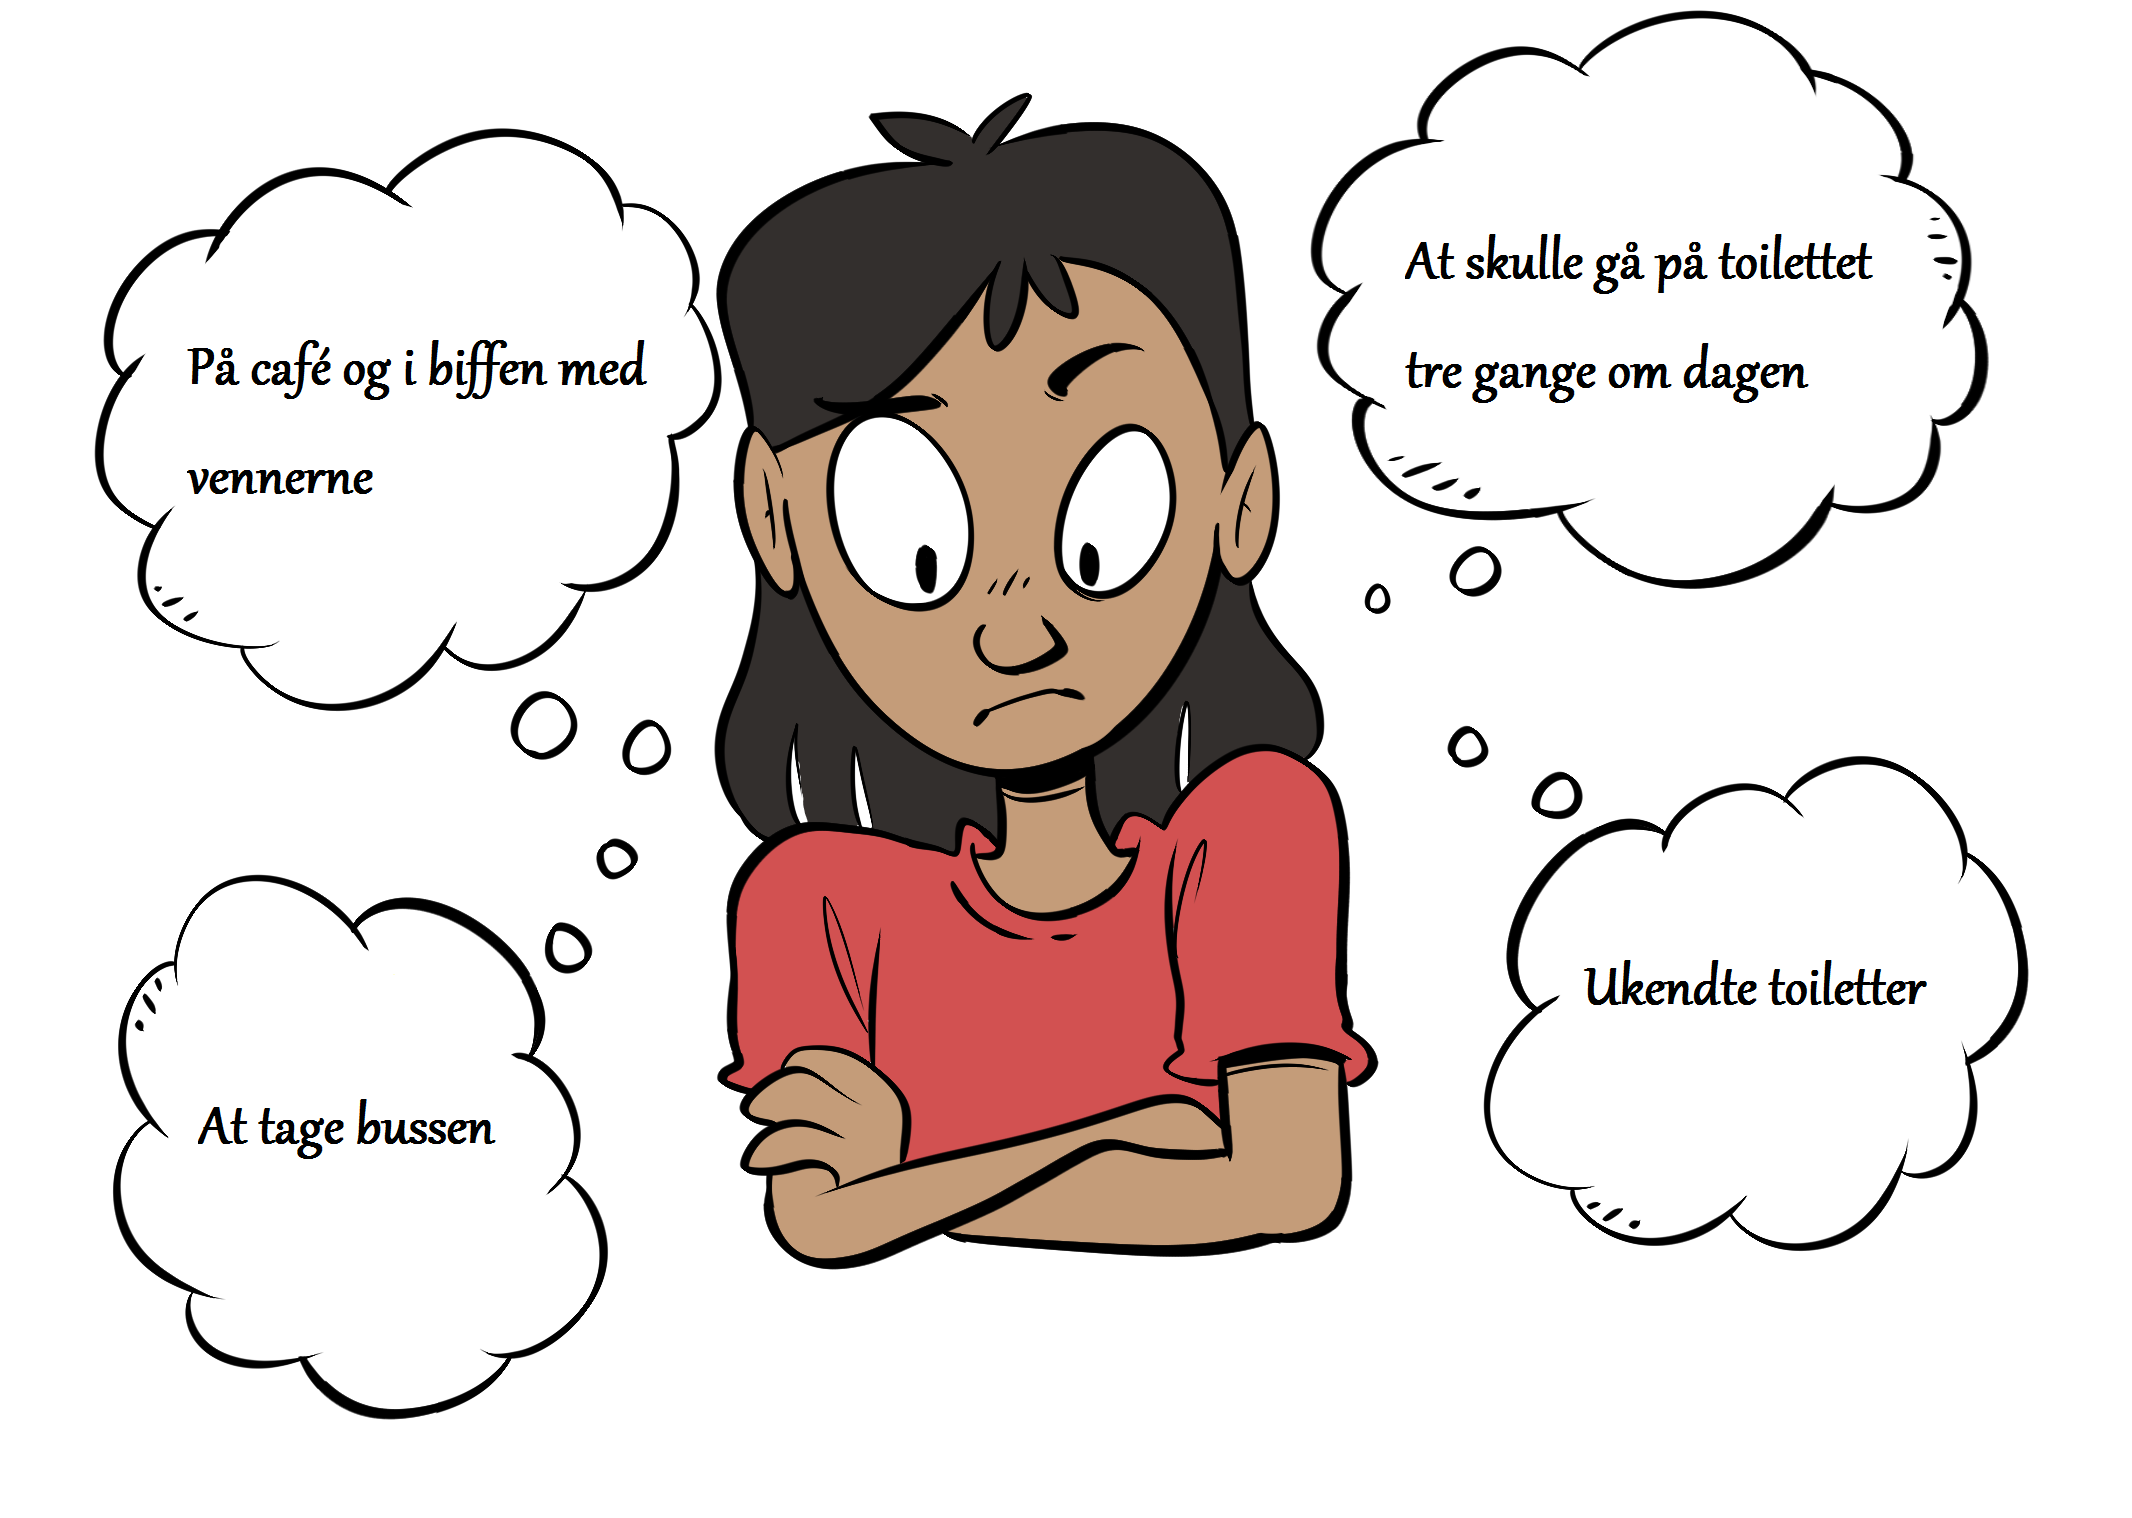 På café og i biffen med
vennerne
At skulle gå på toilettet
tre gange om dagen
At tage bussen
Ukendte toiletter